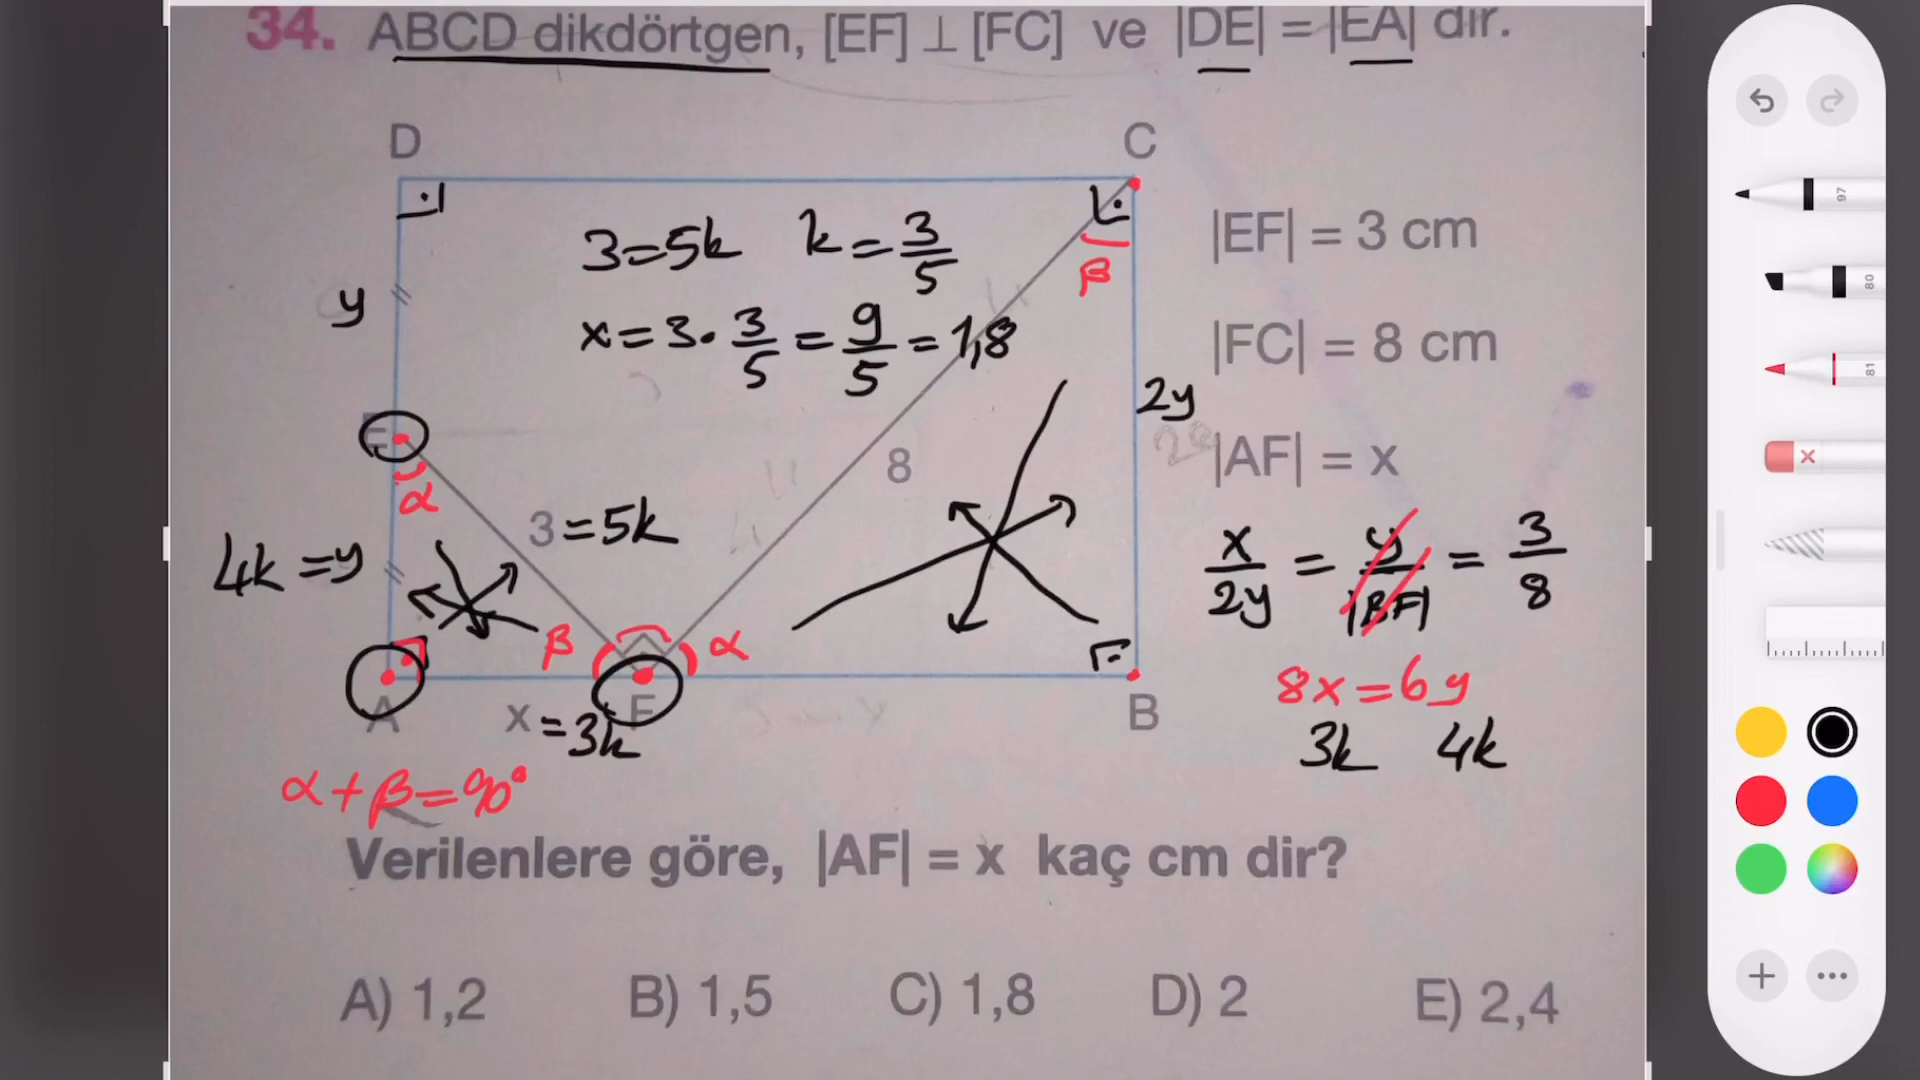 34. ABCD dikdörtgen, [EF] ⊥ [FC] ve |DE| = |EA| dır.
D
C
3=5k k=3/5
β
|EF| = 3 cm
y
x=3·3/5=9/5=1,8
|FC| = 8 cm
2y
E
8
|AF| = x
α
3=5k
4k=y
x/2y = y/|BF| = 3/8
β
α
8x=6y
A
x=3k
F
B
3k 4k
α+β=90°
Verilenlere göre, |AF| = x kaç cm dir?
A) 1,2 B) 1,5 C) 1,8 D) 2 E) 2,4
97
80
81